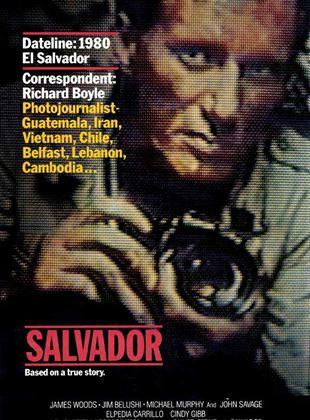 Dateline: 1980
El Salvador
Correspondent:
Richard Boyle
Photojournalist-
Guatemala, Iran,
Vietnam, Chile,
Belfast, Lebanon,
Cambodia...
SALVADOR
Based on a true story.
JAMES WOODS • JIM BELUSHI • MICHAEL MURPHY And JOHN SAVAGE
ELPEDIA CARRILLO CINDY GIBB